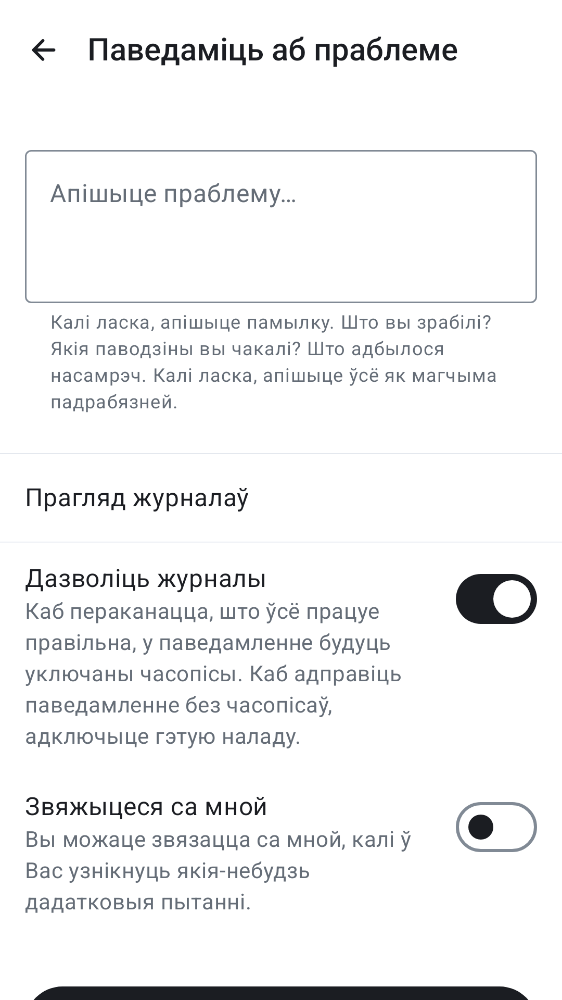 Паведаміць аб праблеме
Апішыце праблему…
Калі ласка, апішыце памылку. Што вы зрабілі?
Якія паводзіны вы чакалі? Што адбылося
насамрэч. Калі ласка, апішыце ўсё як магчыма
падрабязней.
Прагляд журналаў
Дазволіць журналы
Каб пераканацца, што ўсё працуе
правільна, у паведамленне будуць
уключаны часопісы. Каб адправіць
паведамленне без часопісаў,
адключыце гэтую наладу.
Звяжыцеся са мной
Вы можаце звязацца са мной, калі ў
Вас узнікнуць якія-небудзь
дадатковыя пытанні.